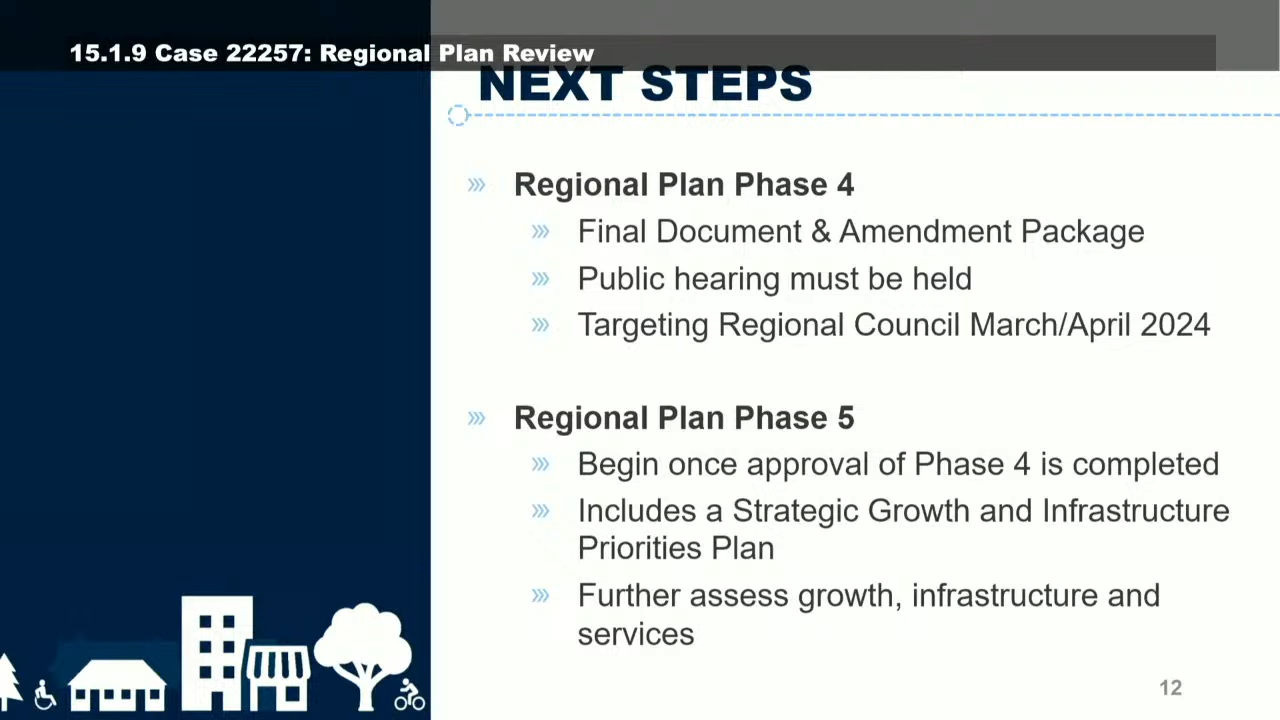 15.1.9 Case 22257: Regional Plan Review
NEXT STEPS
Regional Plan Phase 4
Final Document & Amendment Package
Public hearing must be held
Targeting Regional Council March/April 2024
Regional Plan Phase 5
Begin once approval of Phase 4 is completed
Includes a Strategic Growth and Infrastructure
Priorities Plan
Further assess growth, infrastructure and
services
12